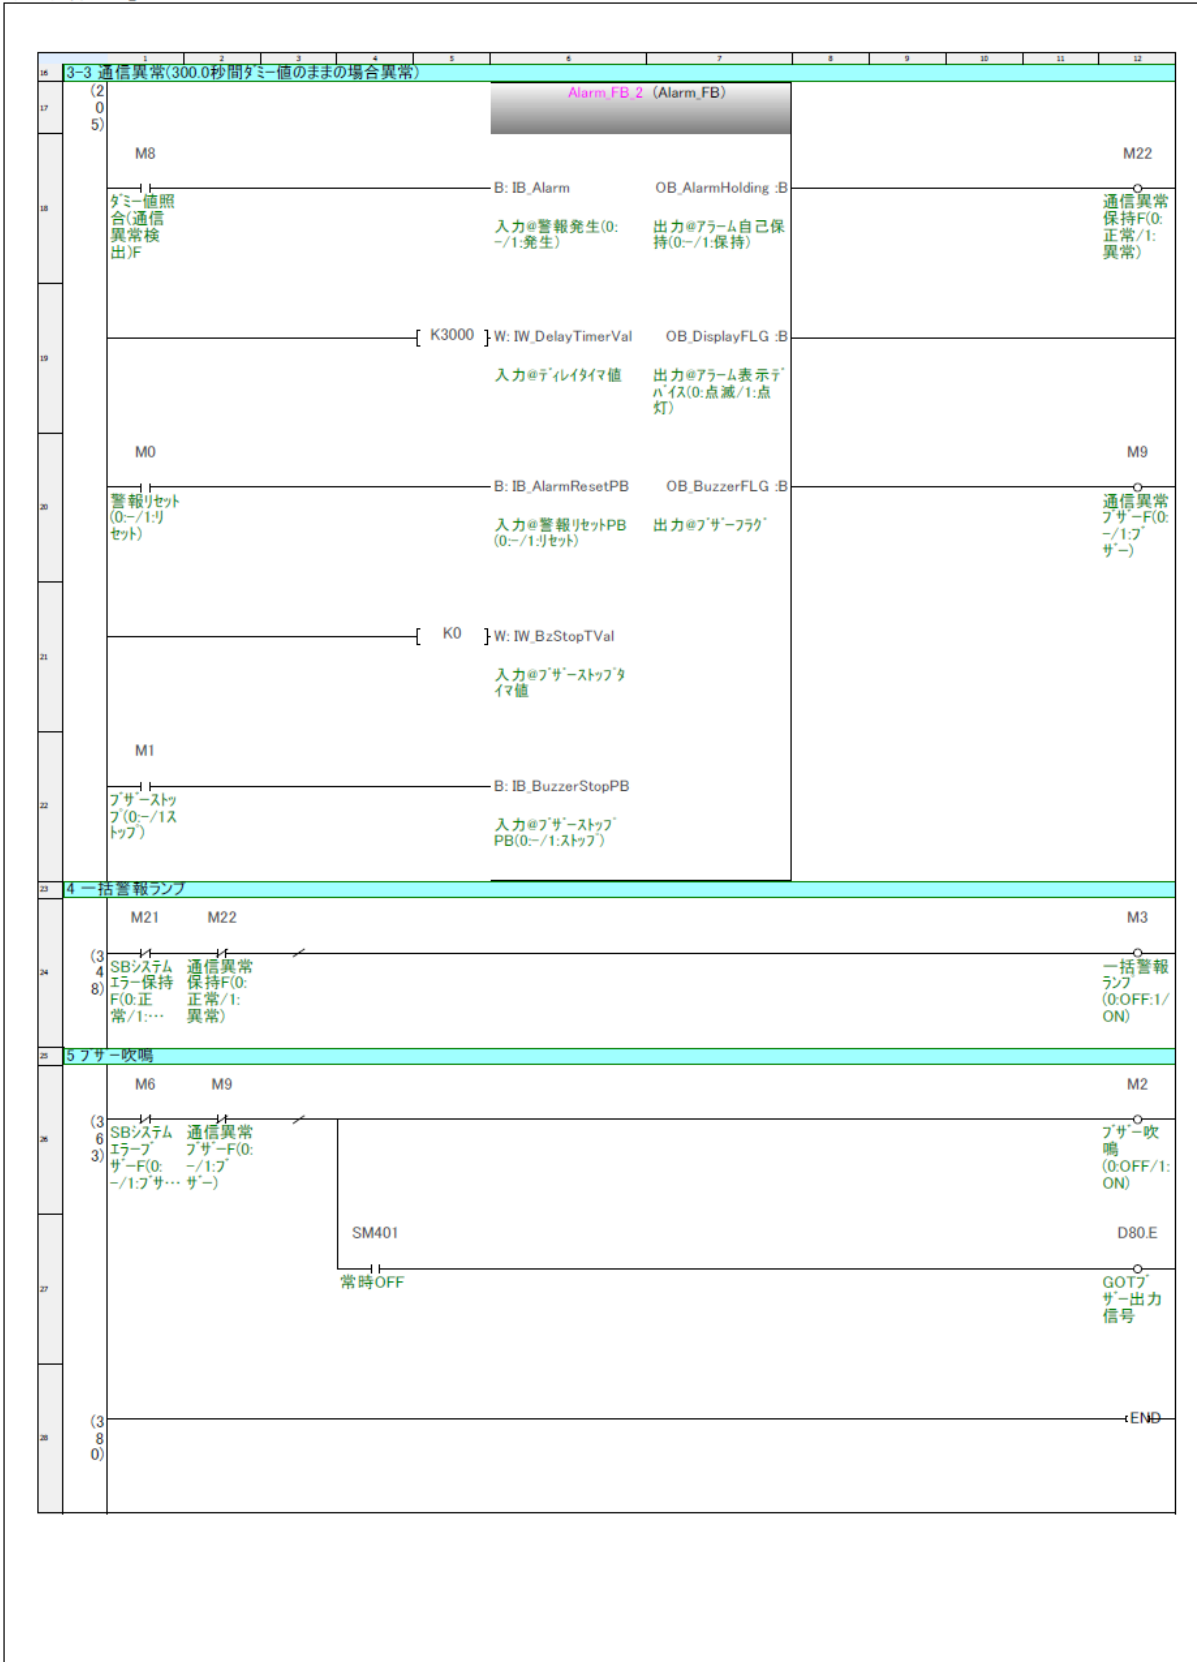 1 2 3 4 5 6 7 8 9 10 11 12
16 3-3 通信異常(300.0秒間ﾀﾞﾐｰ値のままの場合異常)
17 (205) Alarm_FB_2 (Alarm_FB)
M8 M22
18 B: IB_Alarm OB_AlarmHolding :B
ﾀﾞﾐｰ値照
合(通信
異常検
出)F
入力@警報発生(0:
-/1:発生)
出力@ｱﾗｰﾑ自己保
持(0:-/1:保持)
通信異常
保持F(0:
正常/1:
異常)
19 K3000 W: IW_DelayTimerVal OB_DisplayFLG :B
入力@ﾃﾞｨﾚｲﾀｲﾏ値
出力@ｱﾗｰﾑ表示ﾃﾞ
ﾊﾞｲｽ(0:点滅/1:点
灯)
M0 M9
20 B: IB_AlarmResetPB OB_BuzzerFLG :B
警報ﾘｾｯﾄ
(0:-/1:ﾘ
ｾｯﾄ)
入力@警報ﾘｾｯﾄPB
(0:-/1:ﾘｾｯﾄ)
出力@ﾌﾞｻﾞｰﾌﾗｸﾞ
通信異常
ﾌﾞｻﾞｰF(0:
-/1:ﾌﾞ
ｻﾞｰ)
21 K0 W: IW_BzStopTVal
入力@ﾌﾞｻﾞｰｽﾄｯﾌﾟﾀ
ｲﾏ値
M1
22 B: IB_BuzzerStopPB
ﾌﾞｻﾞｰｽﾄｯ
ﾌﾟ(0:-/1ｽ
ﾄｯﾌﾟ)
入力@ﾌﾞｻﾞｰｽﾄｯﾌﾟ
PB(0:-/1:ｽﾄｯﾌﾟ)
23 4 一括警報ランプ
M21 M22 M3
24 (348)
SBｼｽﾃﾑ
ｴﾗｰ保持
F(0:正
常/1:…
通信異常
保持F(0:
正常/1:
異常)
一括警報
ﾗﾝﾌﾟ
(0:OFF:1/
ON)
25 5 ﾌﾞｻﾞｰ吹鳴
M6 M9 M2
26 (363)
SBｼｽﾃﾑ
ｴﾗｰﾌﾞ
ｻﾞｰF(0:
-/1:ﾌﾞｻ…
通信異常
ﾌﾞｻﾞｰF(0:
-/1:ﾌﾞ
ｻﾞｰ)
ﾌﾞｻﾞｰ吹
鳴
(0:OFF/1:
ON)
SM401 D80.E
27 常時OFF
GOTﾌﾞ
ｻﾞｰ出力
信号
28 (380) END